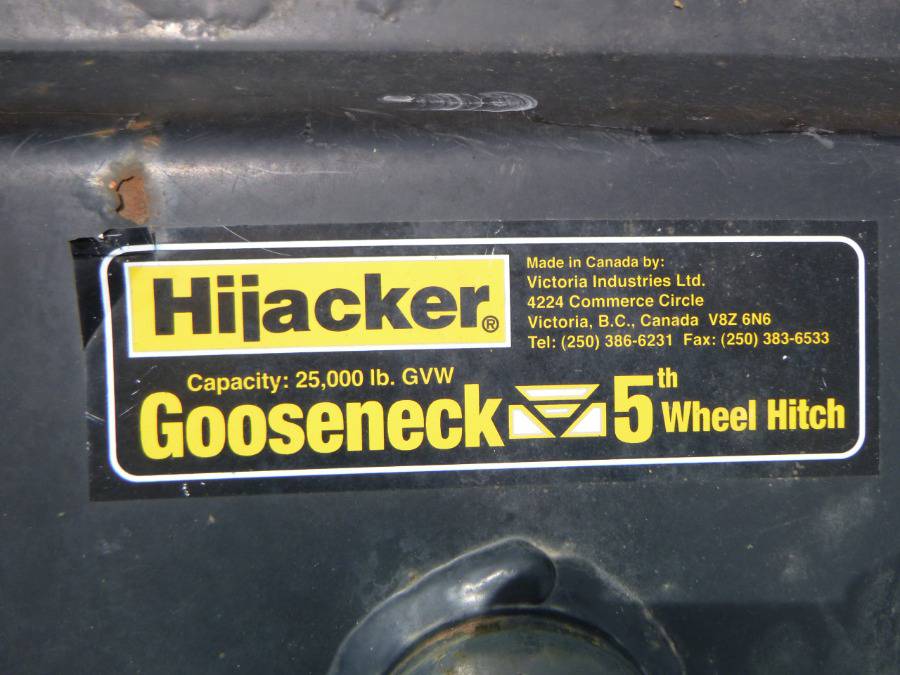 Hijacker®
Made in Canada by:
Victoria Industries Ltd.
4224 Commerce Circle
Victoria, B.C., Canada V8Z 6N6
Tel: (250) 386-6231 Fax: (250) 383-6533
Capacity: 25,000 lb. GVW
Gooseneck 5th Wheel Hitch